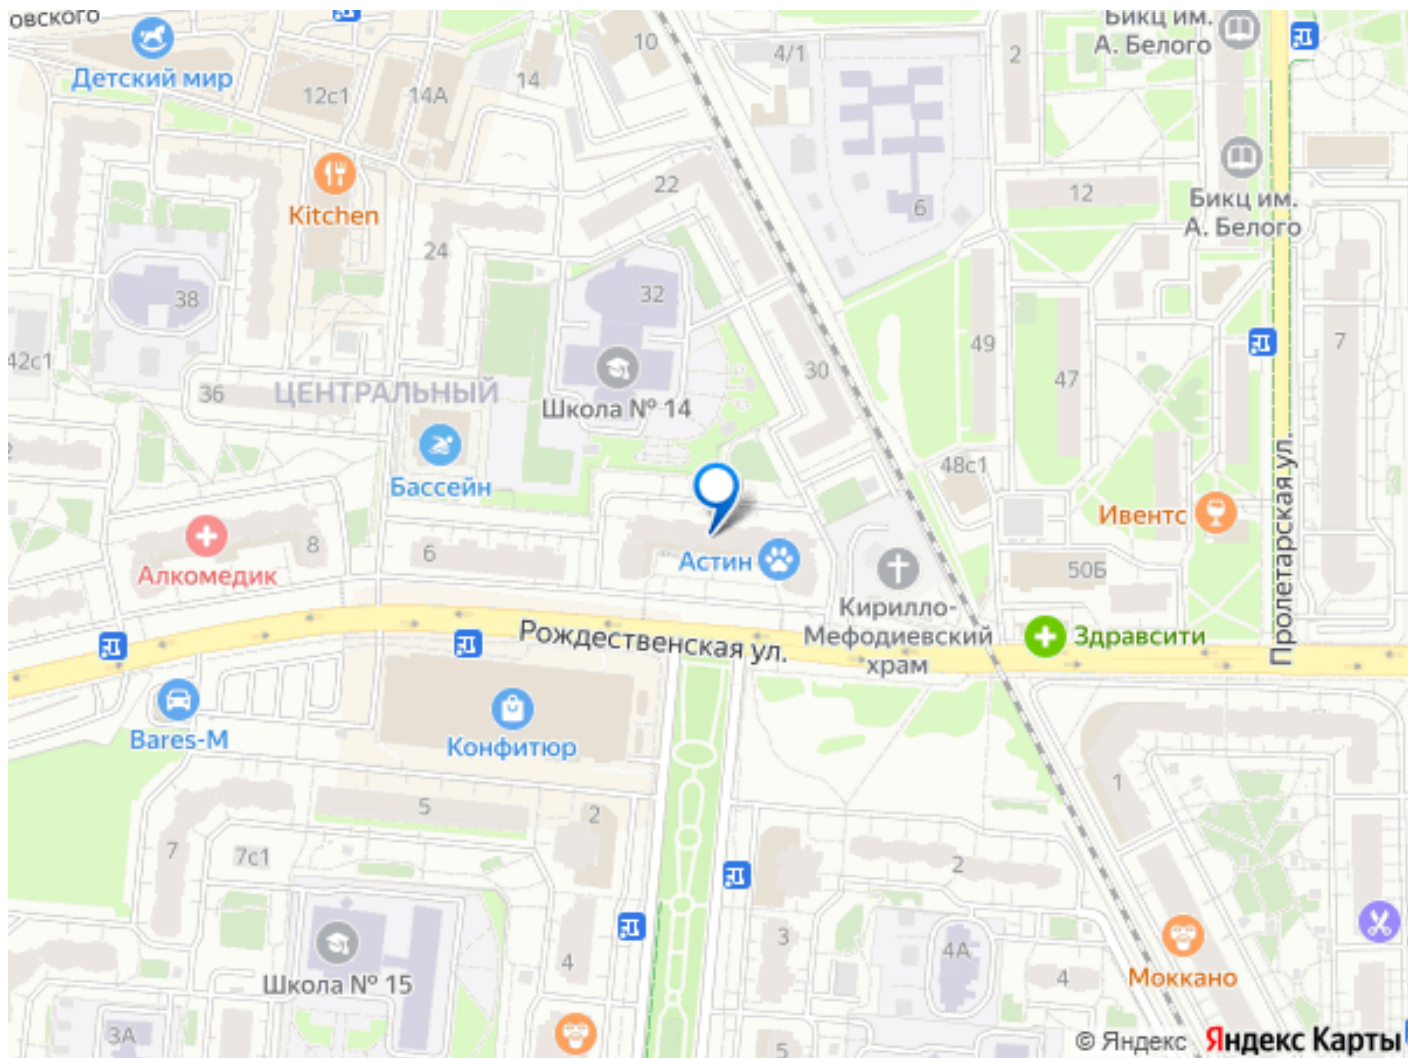 овского
Детский мир
12с1
14А
14
10
4/1
2
Бикц им.
А. Белого
Kitchen
22
6
12
Бикц им.
А. Белого
24
38
32
42с1
36
ЦЕНТРАЛЬНЫЙ
Школа № 14
30
49
47
7
Бассейн
48с1
Ивентс
Пролетарская ул.
Алкомедик
8
6
Астин
50Б
Кирилло-
Мефодиевский
храм
Здравсити
Рождественская ул.
Bares-М
Конфитюр
1
5
2
7
7с1
2
3
4А
4
4
Школа № 15
Моккано
3А
5
© Яндекс Яндекс Карты